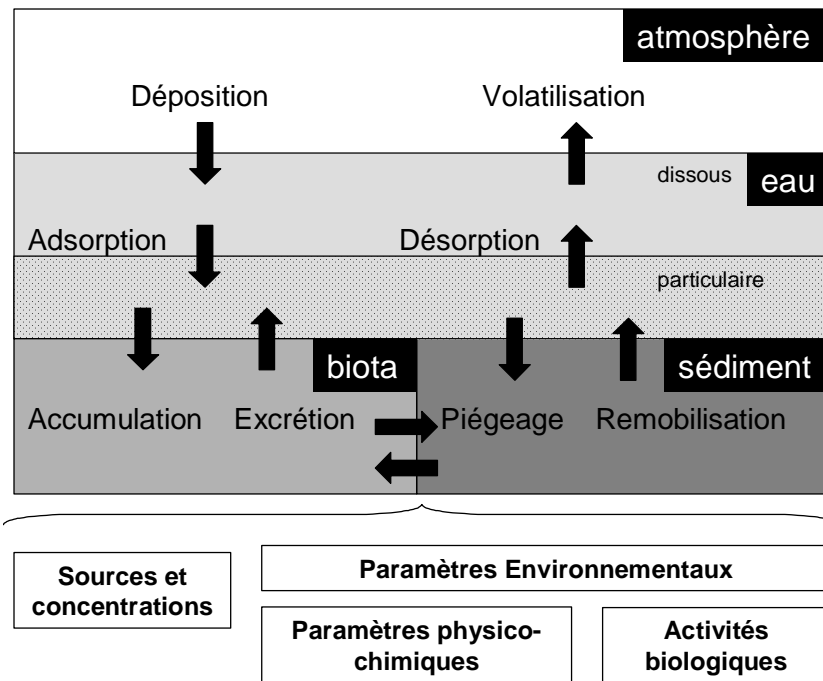 atmosphère
Déposition
Volatilisation
dissous
eau
Adsorption
Désorption
particulaire
biota
sédiment
Accumulation
Excrétion
Piégeage
Remobilisation
Sources et
concentrations
Paramètres Environnementaux
Paramètres physico-
chimiques
Activités
biologiques